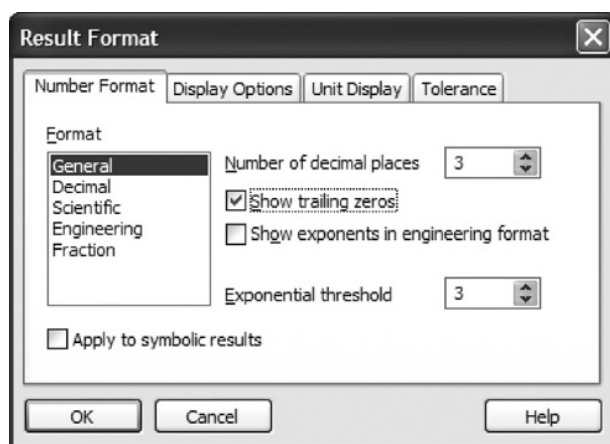 Result Format
Number Format Display Options Unit Display Tolerance
Format
General
Decimal
Scientific
Engineering
Fraction
Number of decimal places 3
Show trailing zeros
Show exponents in engineering format
Exponential threshold 3
Apply to symbolic results
OK Cancel Help